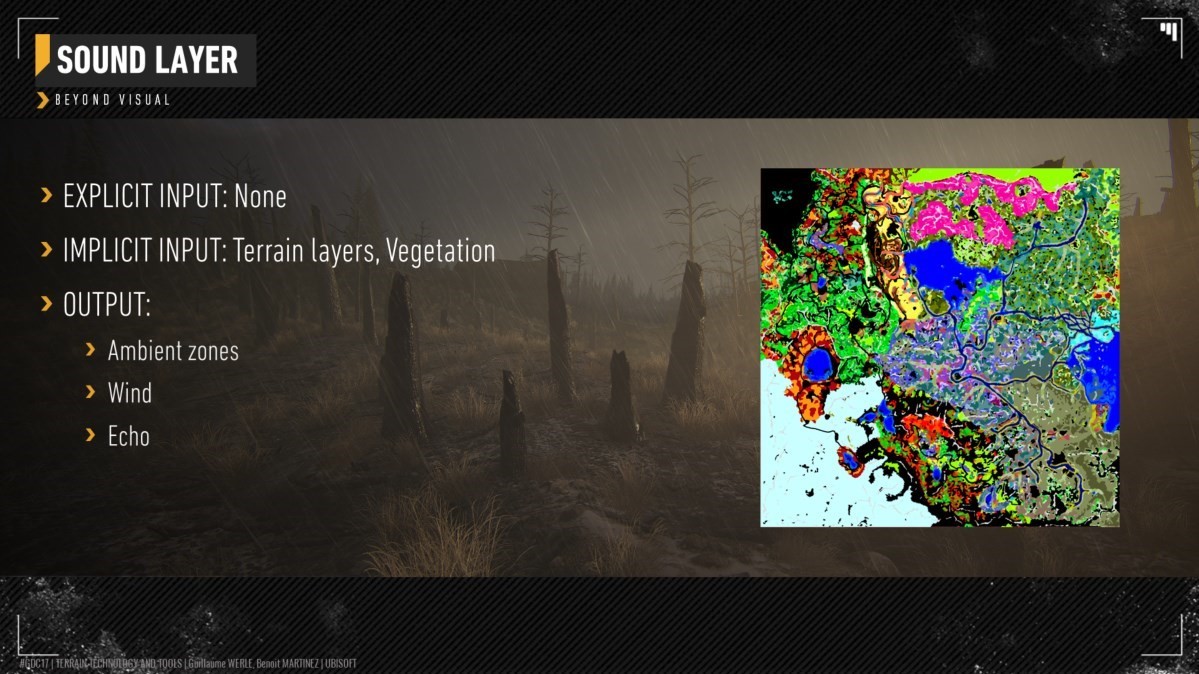 SOUND LAYER
BEYOND VISUAL
EXPLICIT INPUT: None
IMPLICIT INPUT: Terrain layers, Vegetation
OUTPUT:
Ambient zones
Wind
Echo
#GDC17 | TERRAIN TECHNOLOGY AND TOOLS | Guillaume WERLE, Benoit MARTINEZ | UBISOFT